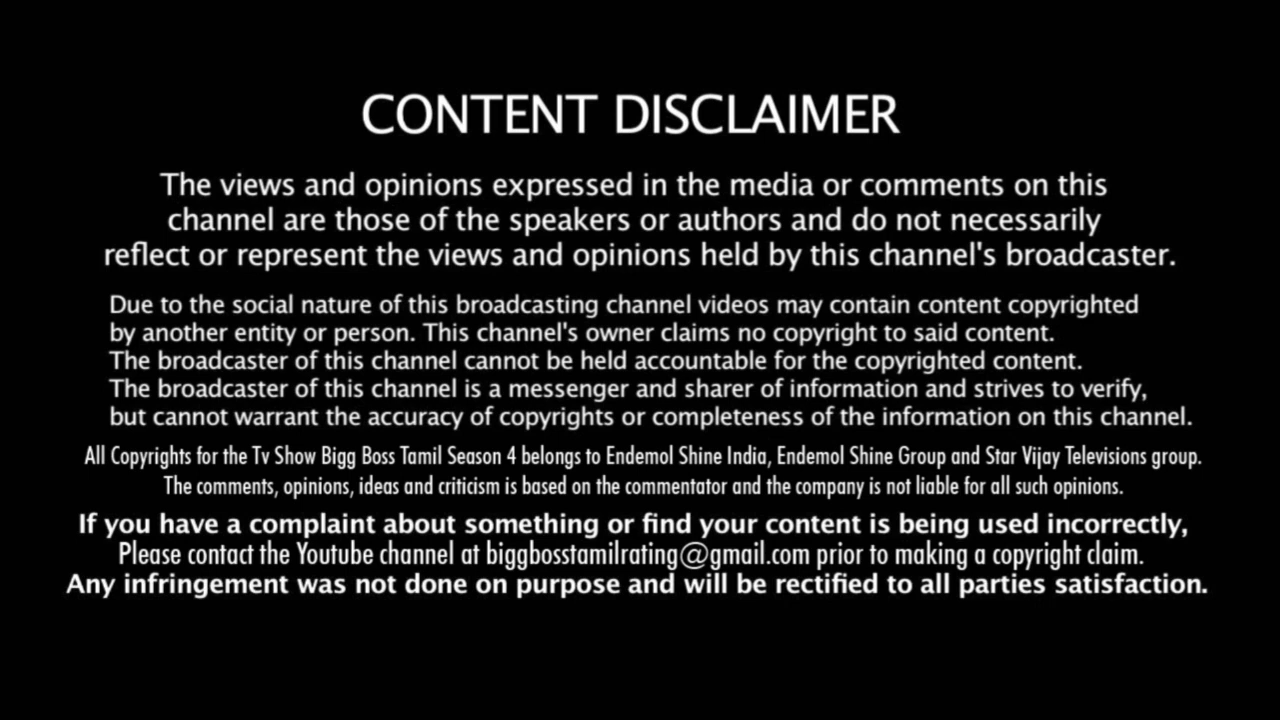 CONTENT DISCLAIMER
The views and opinions expressed in the media or comments on this
channel are those of the speakers or authors and do not necessarily
reflect or represent the views and opinions held by this channel's broadcaster.
Due to the social nature of this broadcasting channel videos may contain content copyrighted
by another entity or person. This channel's owner claims no copyright to said content.
The broadcaster of this channel cannot be held accountable for the copyrighted content.
The broadcaster of this channel is a messenger and sharer of information and strives to verify,
but cannot warrant the accuracy of copyrights or completeness of the information on this channel.
All Copyrights for the Tv Show Bigg Boss Tamil Season 4 belongs to Endemol Shine India, Endemol Shine Group and Star Vijay Televisions group.
The comments, opinions, ideas and criticism is based on the commentator and the company is not liable for all such opinions.
If you have a complaint about something or find your content is being used incorrectly,
Please contact the Youtube channel at biggbosstamilrating@gmail.com prior to making a copyright claim.
Any infringement was not done on purpose and will be rectified to all parties satisfaction.